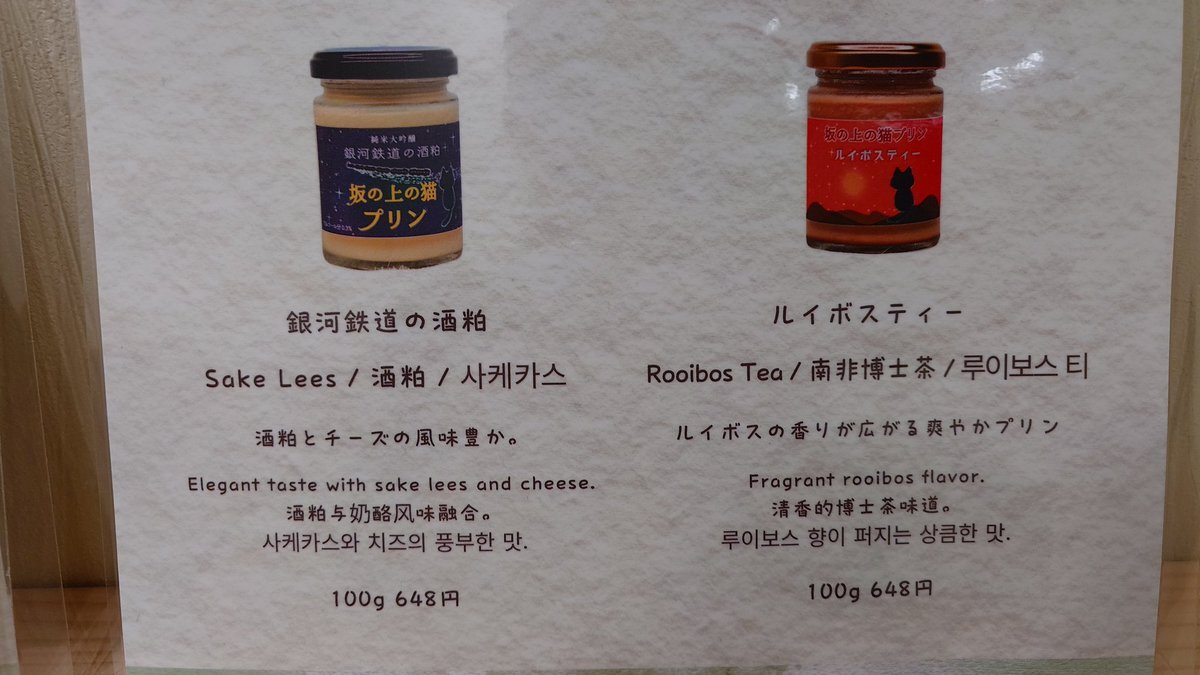 純米大吟醸
銀河鉄道の酒粕
坂の上の猫
プリン
銀河鉄道の酒粕
Sake Lees / 酒粕 / 사케카스
酒粕とチーズの風味豊か。
Elegant taste with sake lees and cheese.
酒粕与奶酪风味融合。
사케카스와 치즈의 풍부한 맛.
100g 648円
坂の上の猫プリン
ルイボスティー
ルイボスティー
Rooibos Tea / 南非博士茶 / 루이보스 티
ルイボスの香りが広がる爽やかプリン
Fragrant rooibos flavor.
清香的博士茶味道。
루이보스 향이 퍼지는 상큼한 맛.
100g 648円